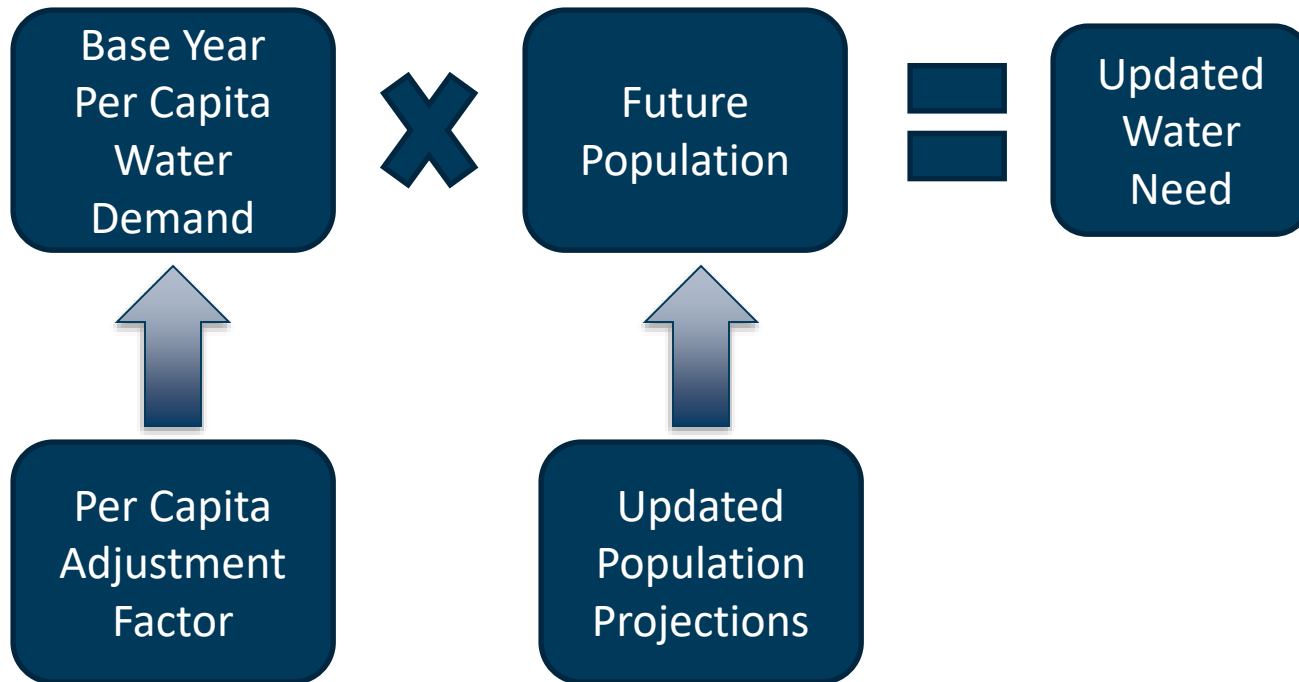 Base Year
Per Capita
Water
Demand
Future
Population
Updated
Water
Need
Per Capita
Adjustment
Factor
Updated
Population
Projections